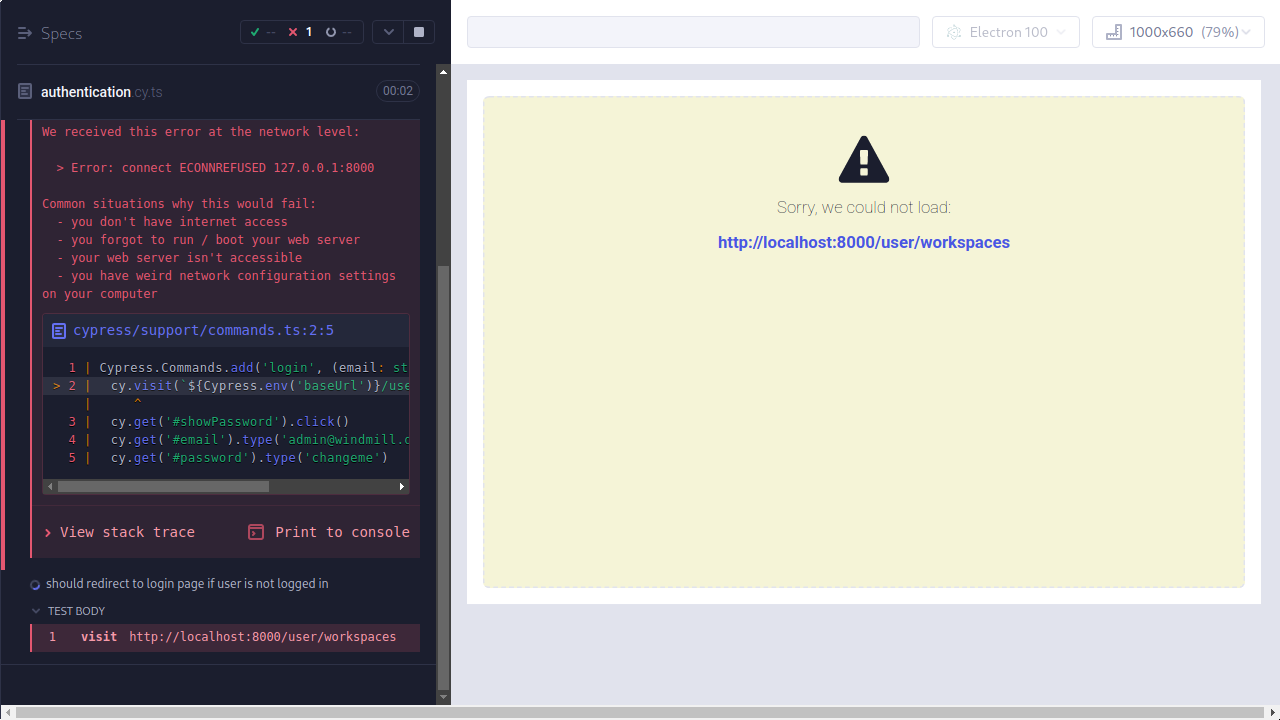 Specs
-- 1 --
authentication.cy.ts 00:02
We received this error at the network level:
> Error: connect ECONNREFUSED 127.0.0.1:8000
Common situations why this would fail:
- you don't have internet access
- you forgot to run / boot your web server
- your web server isn't accessible
- you have weird network configuration settings
on your computer
cypress/support/commands.ts:2:5
1 | Cypress.Commands.add('login', (email: st
> 2 | cy.visit(`${Cypress.env('baseUrl')}/use
| ^
3 | cy.get('#showPassword').click()
4 | cy.get('#email').type('admin@windmill.
5 | cy.get('#password').type('changeme')
View stack trace Print to console
should redirect to login page if user is not logged in
TEST BODY
1 visit http://localhost:8000/user/workspaces
Electron 100
1000x660 (79%)
Sorry, we could not load:
http://localhost:8000/user/workspaces